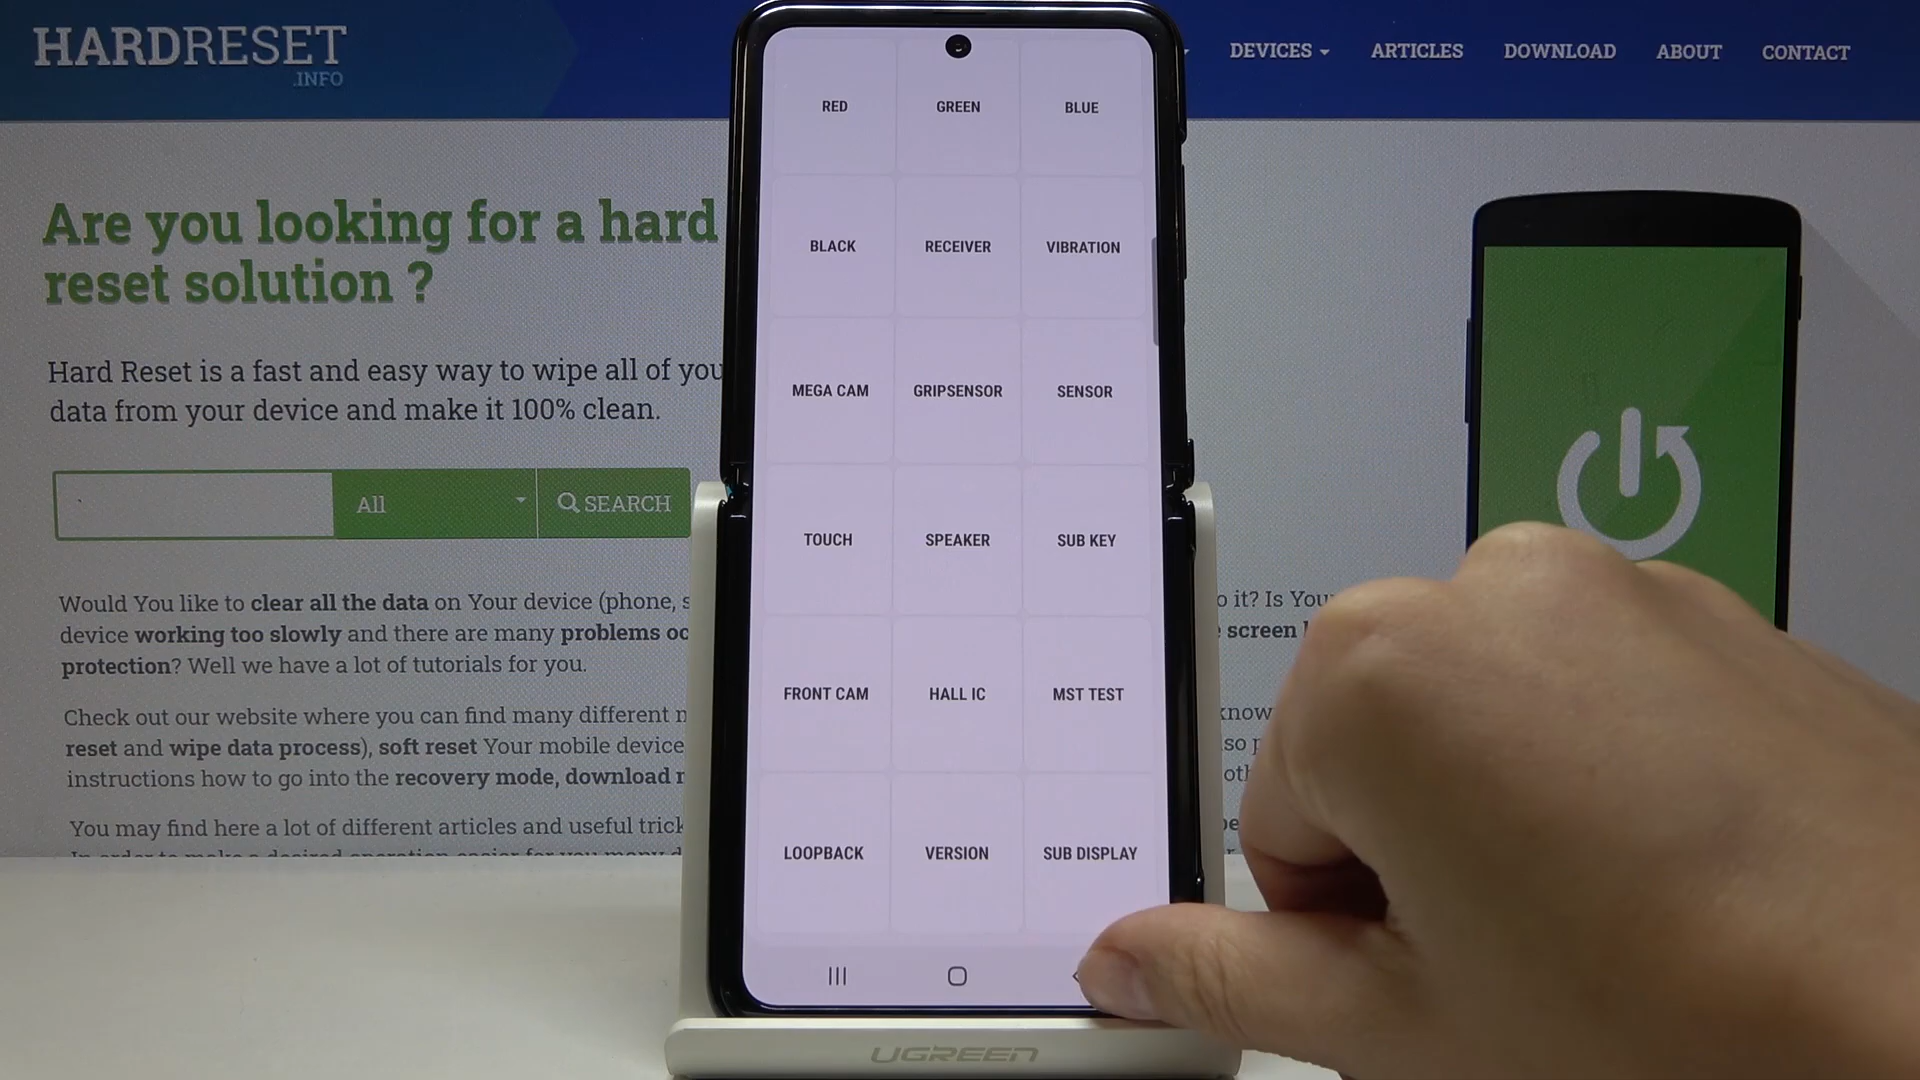 HARDRESET
.INFO
DEVICES
ARTICLES
DOWNLOAD
ABOUT
CONTACT
Are you looking for a hard
reset solution ?
Hard Reset is a fast and easy way to wipe all of you
data from your device and make it 100% clean.
All
SEARCH
Would You like to clear all the data on Your device (phone, s
device working too slowly and there are many problems oc
protection? Well we have a lot of tutorials for you.
o it? Is You
screen
Check out our website where you can find many different
reset and wipe data process), soft reset Your mobile device
instructions how to go into the recovery mode, download
know
so
You may find here a lot of different articles and useful trick
RED
GREEN
BLUE
BLACK
RECEIVER
VIBRATION
MEGA CAM
GRIPSENSOR
SENSOR
TOUCH
SPEAKER
SUB KEY
FRONT CAM
HALL IC
MST TEST
LOOPBACK
VERSION
SUB DISPLAY
UGREEN